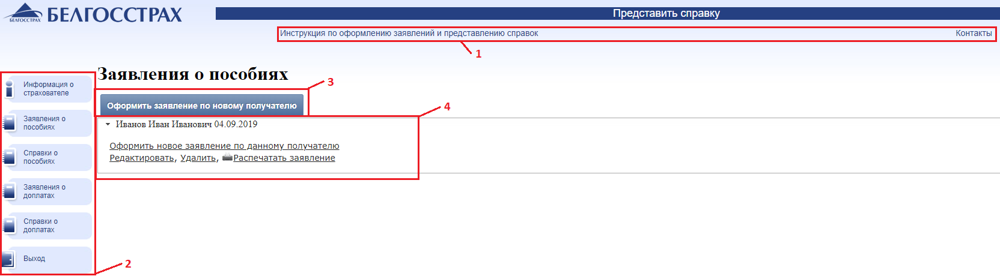 БЕЛГОССТРАХ
БЕЛГОССТРАХ
Представить справку
Инструкция по оформлению заявлений и представлению справок
Контакты
1
Информация о
страхователе
Заявления о
пособиях
Справки о
пособиях
Заявления о
доплатах
Справки о
доплатах
Выход
2
Заявления о пособиях
3
Оформить заявление по новому получателю
4
Иванов Иван Иванович 04.09.2019
Оформить новое заявление по данному получателю
Редактировать, Удалить, Распечатать заявление